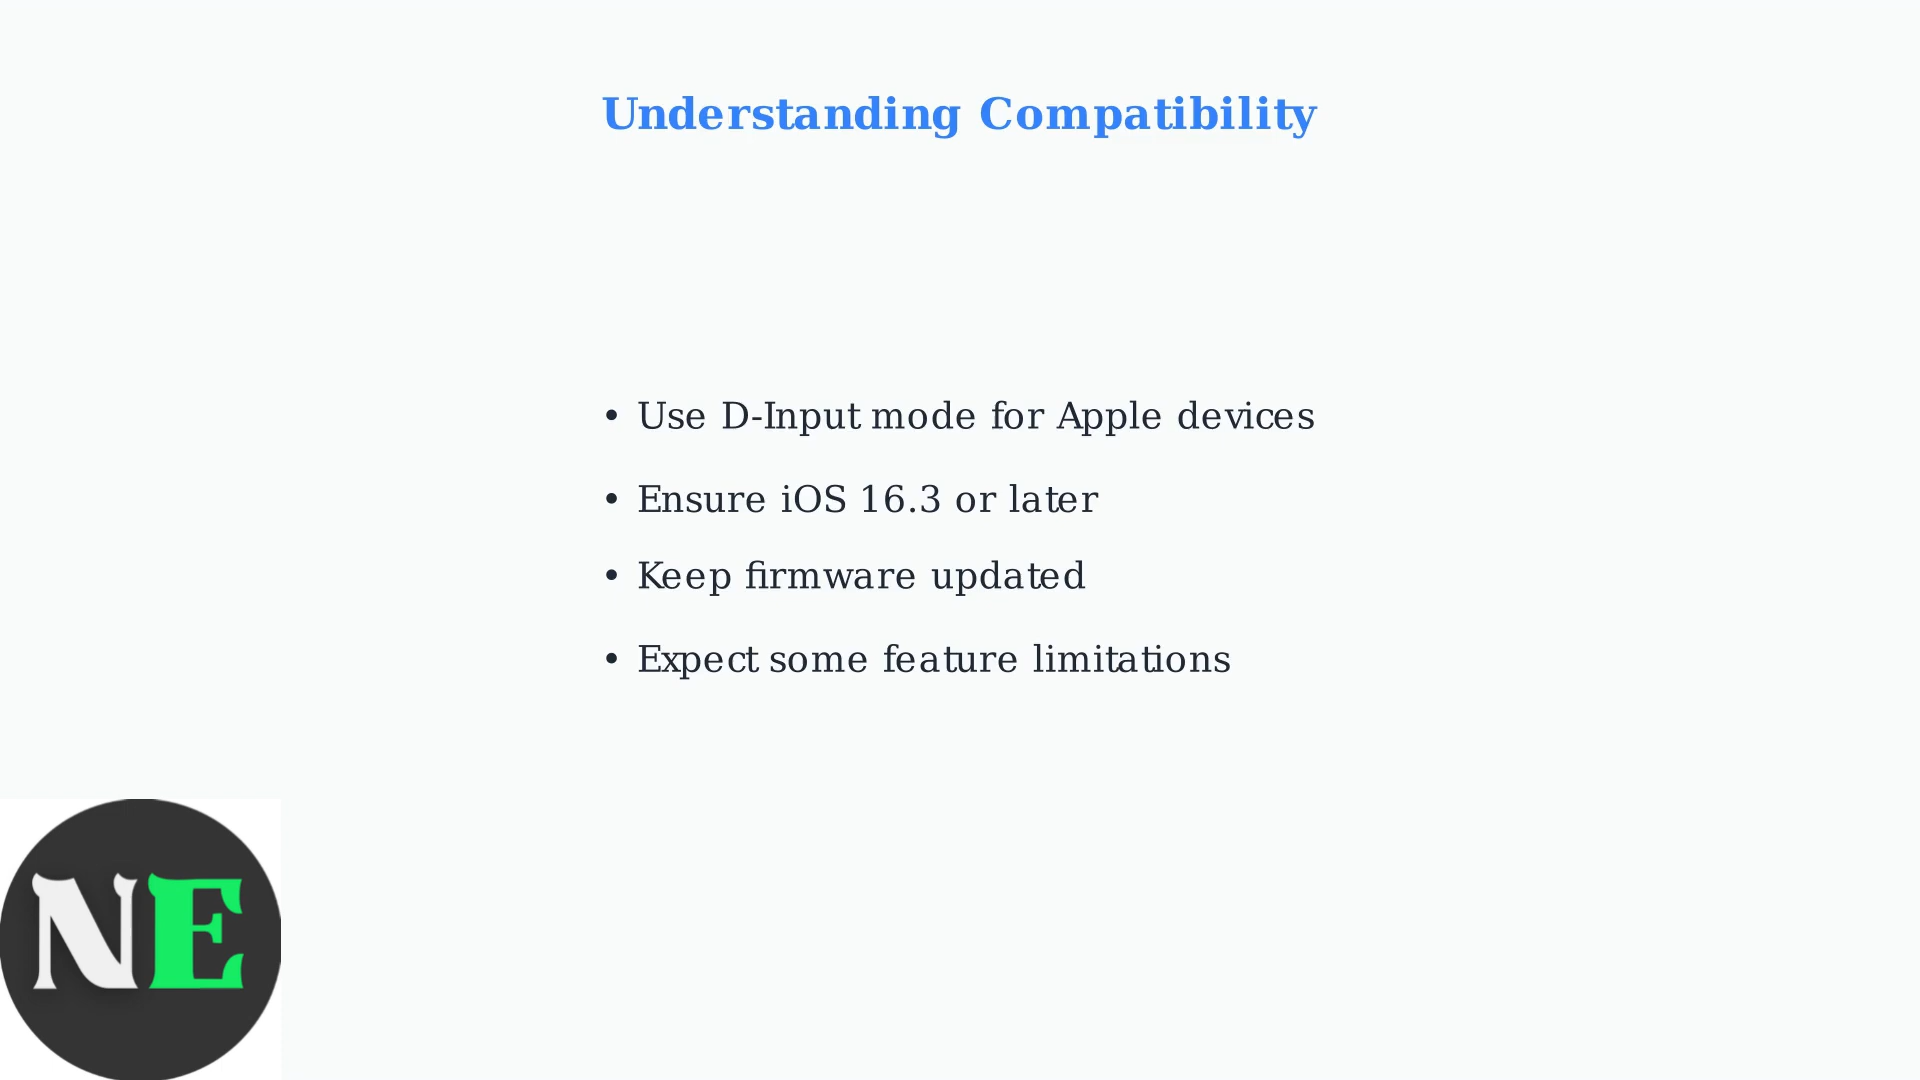 Understanding Compatibility
• Use D-Input mode for Apple devices
• Ensure iOS 16.3 or later
• Keep firmware updated
• Expect some feature limitations
NE